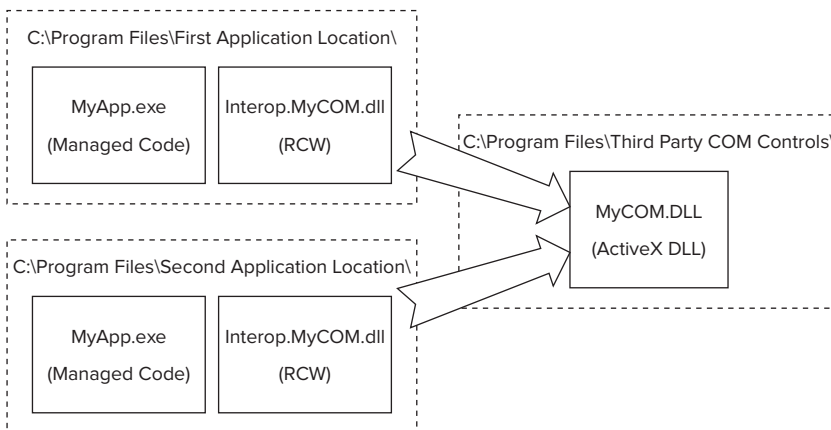 C:\Program Files\First Application Location\
MyApp.exe
(Managed Code)
Interop.MyCOM.dll
(RCW)
C:\Program Files\Third Party COM Controls\
MyCOM.DLL
(ActiveX DLL)
C:\Program Files\Second Application Location\
MyApp.exe
(Managed Code)
Interop.MyCOM.dll
(RCW)